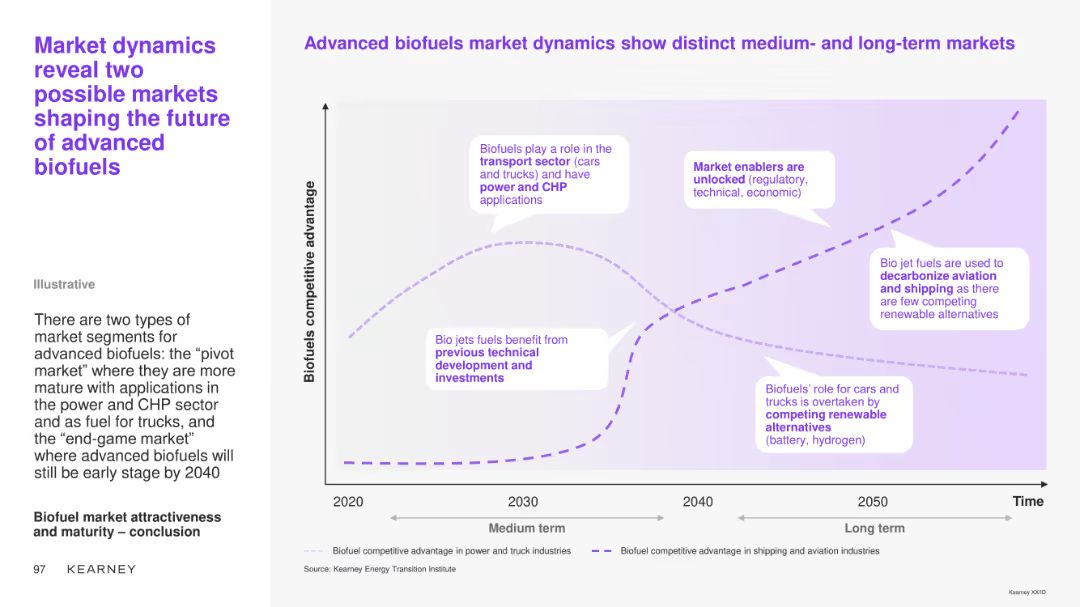 Market dynamics
reveal two
possible markets
shaping the future
of advanced
biofuels
Illustrative
There are two types of
market segments for
advanced biofuels: the “pivot
market” where they are more
mature with applications in
the power and CHP sector
and as fuel for trucks, and
the “end-game market”
where advanced biofuels will
still be early stage by 2040
Biofuel market attractiveness
and maturity – conclusion
97 KEARNEY
Advanced biofuels market dynamics show distinct medium- and long-term markets
Biofuels competitive advantage
Biofuels play a role in the
transport sector (cars
and trucks) and have
power and CHP
applications
Market enablers are
unlocked (regulatory,
technical, economic)
Bio jet fuels are used to
decarbonize aviation
and shipping as there
are few competing
renewable alternatives
Bio jets fuels benefit from
previous technical
development and
investments
Biofuels’ role for cars and
trucks is overtaken by
competing renewable
alternatives
(battery, hydrogen)
2020 2030 2040 2050 Time
Medium term Long term
Biofuel competitive advantage in power and truck industries Biofuel competitive advantage in shipping and aviation industries
Source: Kearney Energy Transition Institute